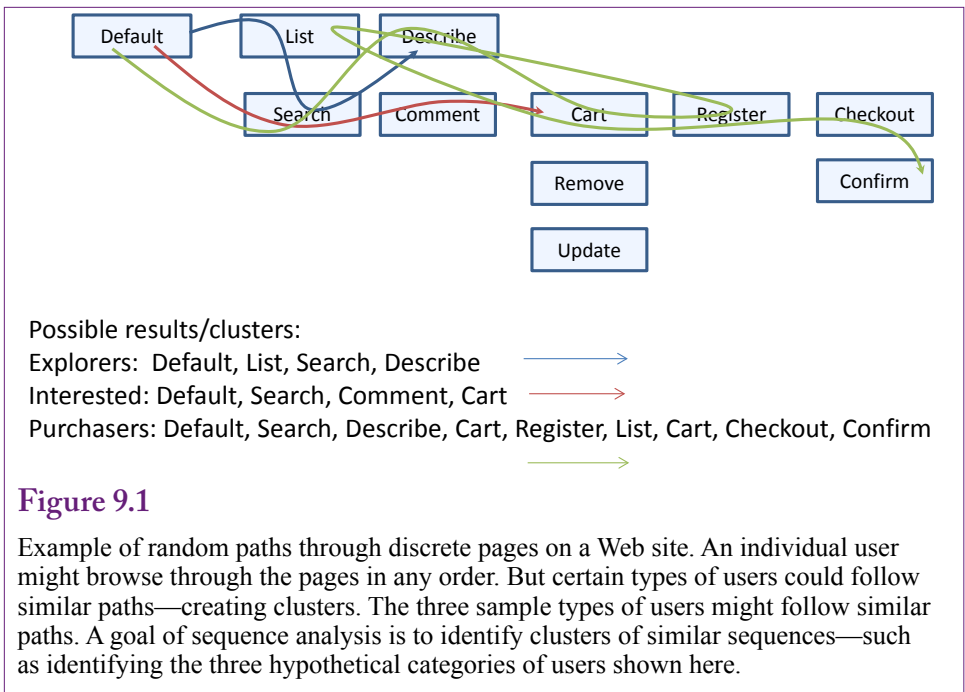 Default List Describe
Search Comment Cart Register Checkout
Remove Confirm
Update
Possible results/clusters:
Explorers: Default, List, Search, Describe
Interested: Default, Search, Comment, Cart
Purchasers: Default, Search, Describe, Cart, Register, List, Cart, Checkout, Confirm
Figure 9.1
Example of random paths through discrete pages on a Web site. An individual user
might browse through the pages in any order. But certain types of users could follow
similar paths—creating clusters. The three sample types of users might follow similar
paths. A goal of sequence analysis is to identify clusters of similar sequences—such
as identifying the three hypothetical categories of users shown here.